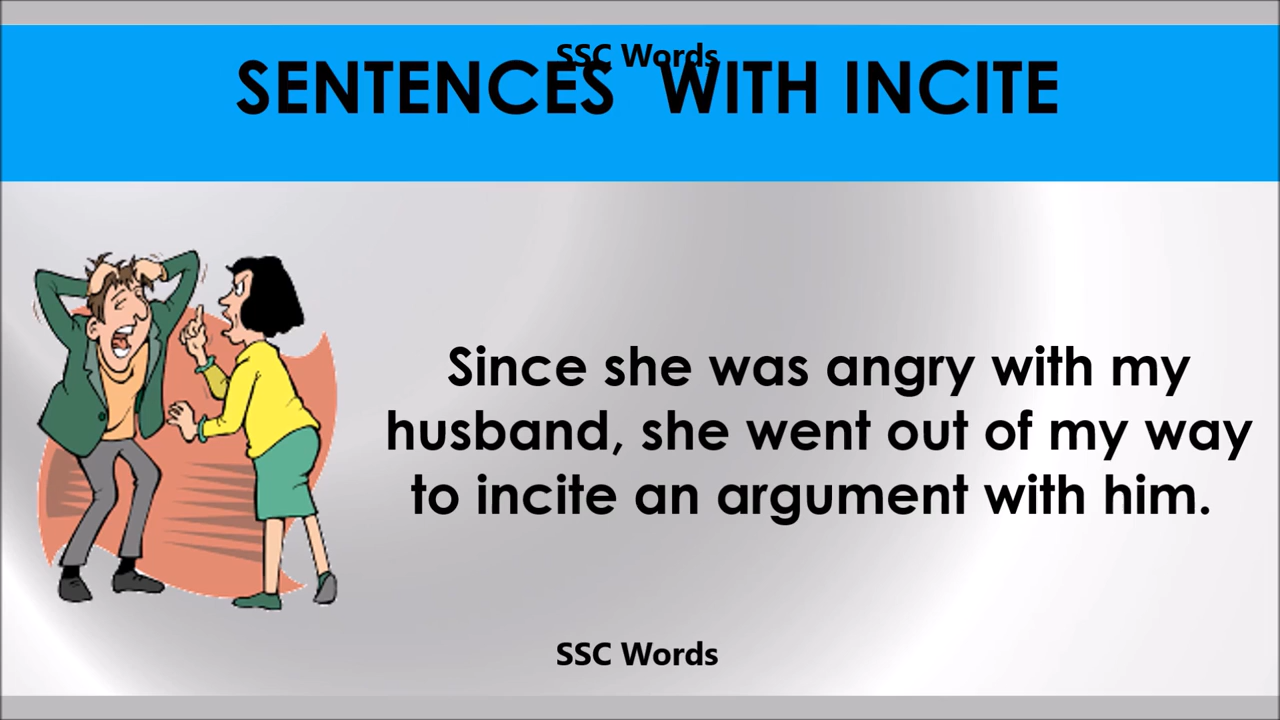 SSC Words
SENTENCES WITH INCITE
Since she was angry with my
husband, she went out of my way
to incite an argument with him.
SSC Words